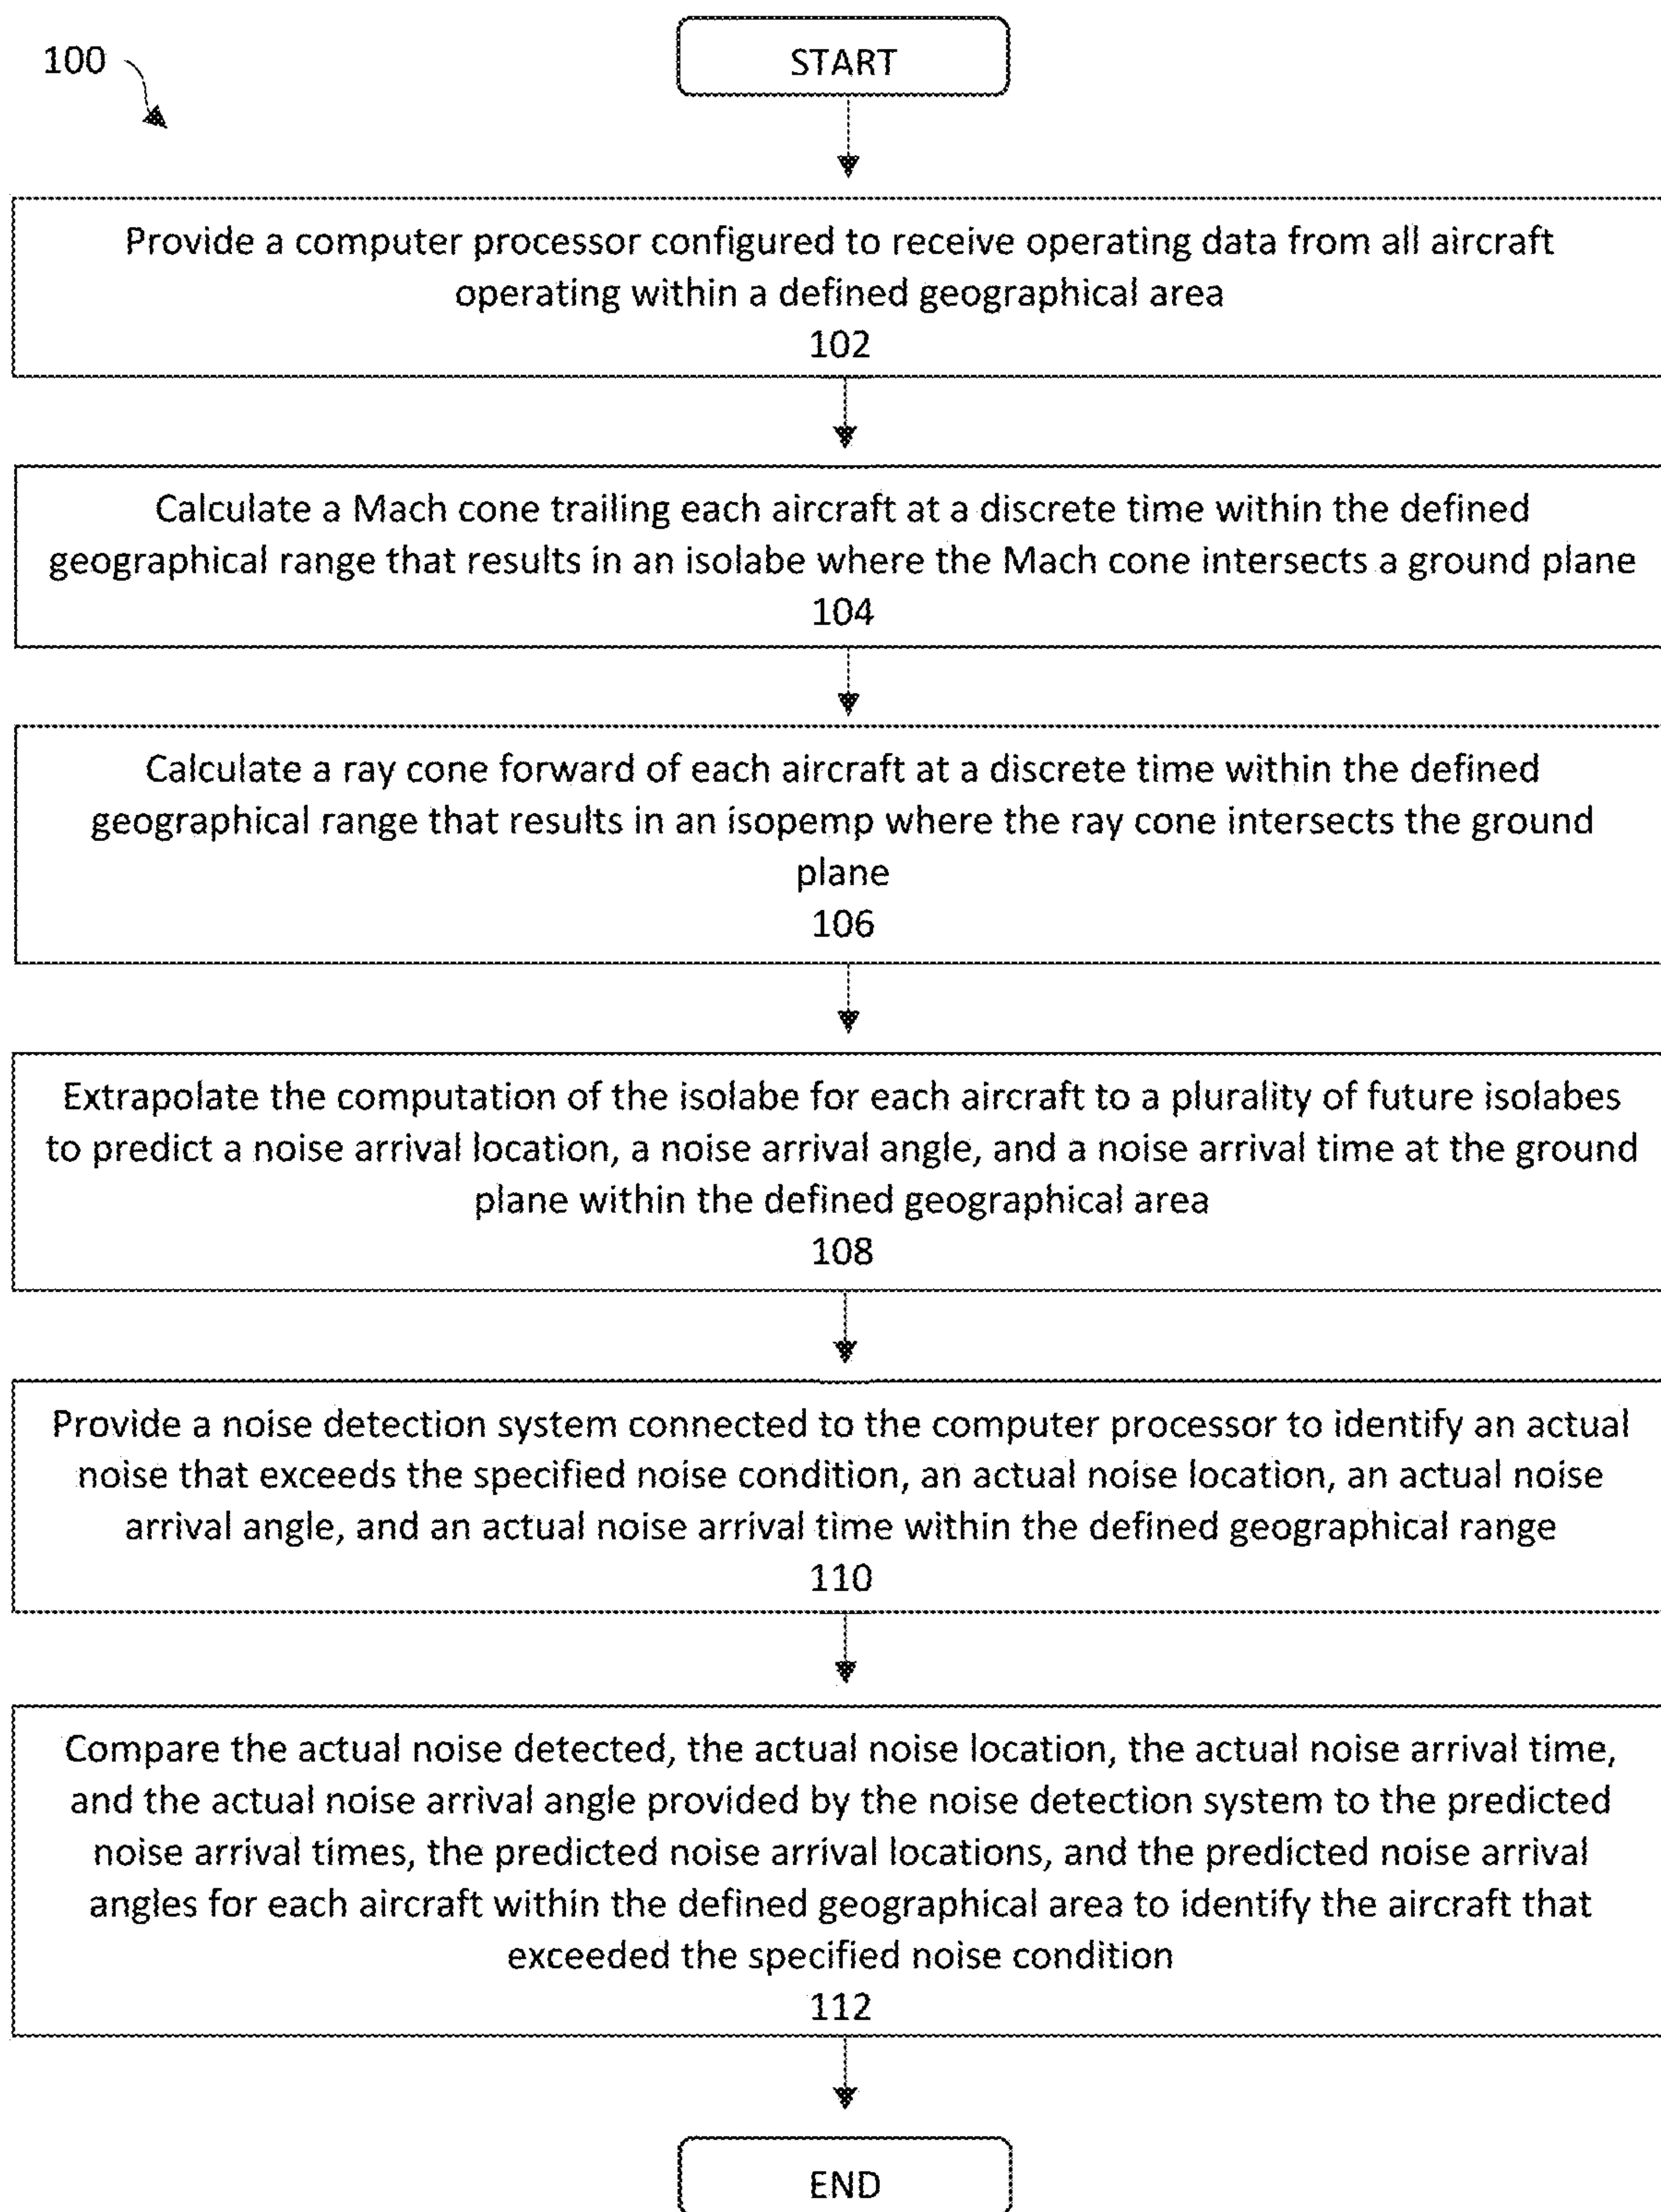 100
START
Provide a computer processor configured to receive operating data from all aircraft
operating within a defined geographical area
102
Calculate a Mach cone trailing each aircraft at a discrete time within the defined
geographical range that results in an isolabe where the Mach cone intersects a ground plane
104
Calculate a ray cone forward of each aircraft at a discrete time within the defined
geographical range that results in an isopemp where the ray cone intersects the ground
plane
106
Extrapolate the computation of the isolabe for each aircraft to a plurality of future isolabes
to predict a noise arrival location, a noise arrival angle, and a noise arrival time at the ground
plane within the defined geographical area
108
Provide a noise detection system connected to the computer processor to identify an actual
noise that exceeds the specified noise condition, an actual noise location, an actual noise
arrival angle, and an actual noise arrival time within the defined geographical range
110
Compare the actual noise detected, the actual noise location, the actual noise arrival time,
and the actual noise arrival angle provided by the noise detection system to the predicted
noise arrival times, the predicted noise arrival locations, and the predicted noise arrival
angles for each aircraft within the defined geographical area to identify the aircraft that
exceeded the specified noise condition
112
END